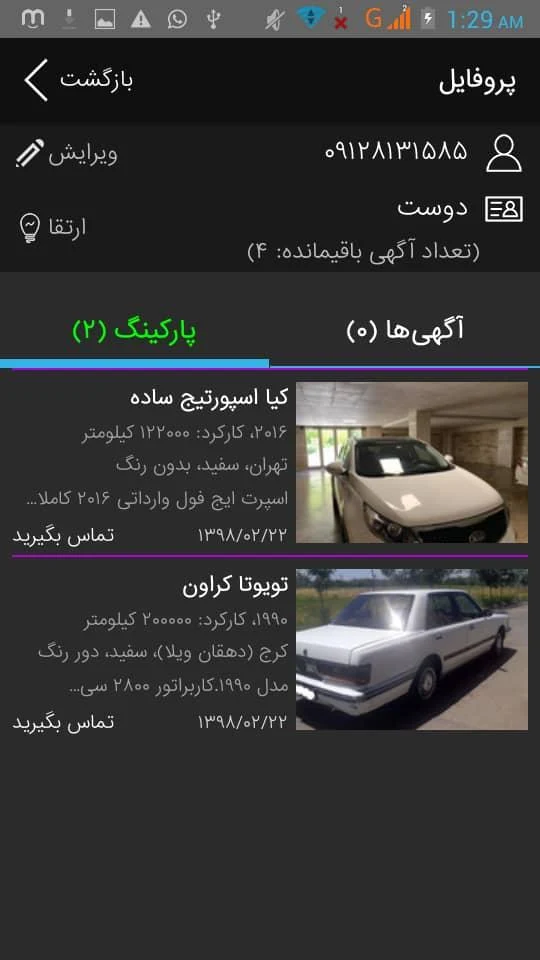 1:29 AM
G
1
2
پروفایل
بازگشت
۰۹۱۲۸۱۳۱۵۸۵
ویرایش
دوست
ارتقا
(تعداد آگهی باقیمانده: ۴)
آگهی‌ها (۰)
پارکینگ (۲)
کیا اسپورتیج ساده
۲۰۱۶، کارکرد: ۱۲۲۰۰۰ کیلومتر
تهران، سفید، بدون رنگ
اسپرت ایج فول وارداتی ۲۰۱۶ کاملا...
۱۳۹۸/۰۲/۲۲
تماس بگیرید
تویوتا کراون
۱۹۹۰، کارکرد: ۲۰۰۰۰۰ کیلومتر
کرج (دهقان ویلا)، سفید، دور رنگ
مدل ۱۹۹۰.کاربراتور ۲۸۰۰ سی...
۱۳۹۸/۰۲/۲۲
تماس بگیرید